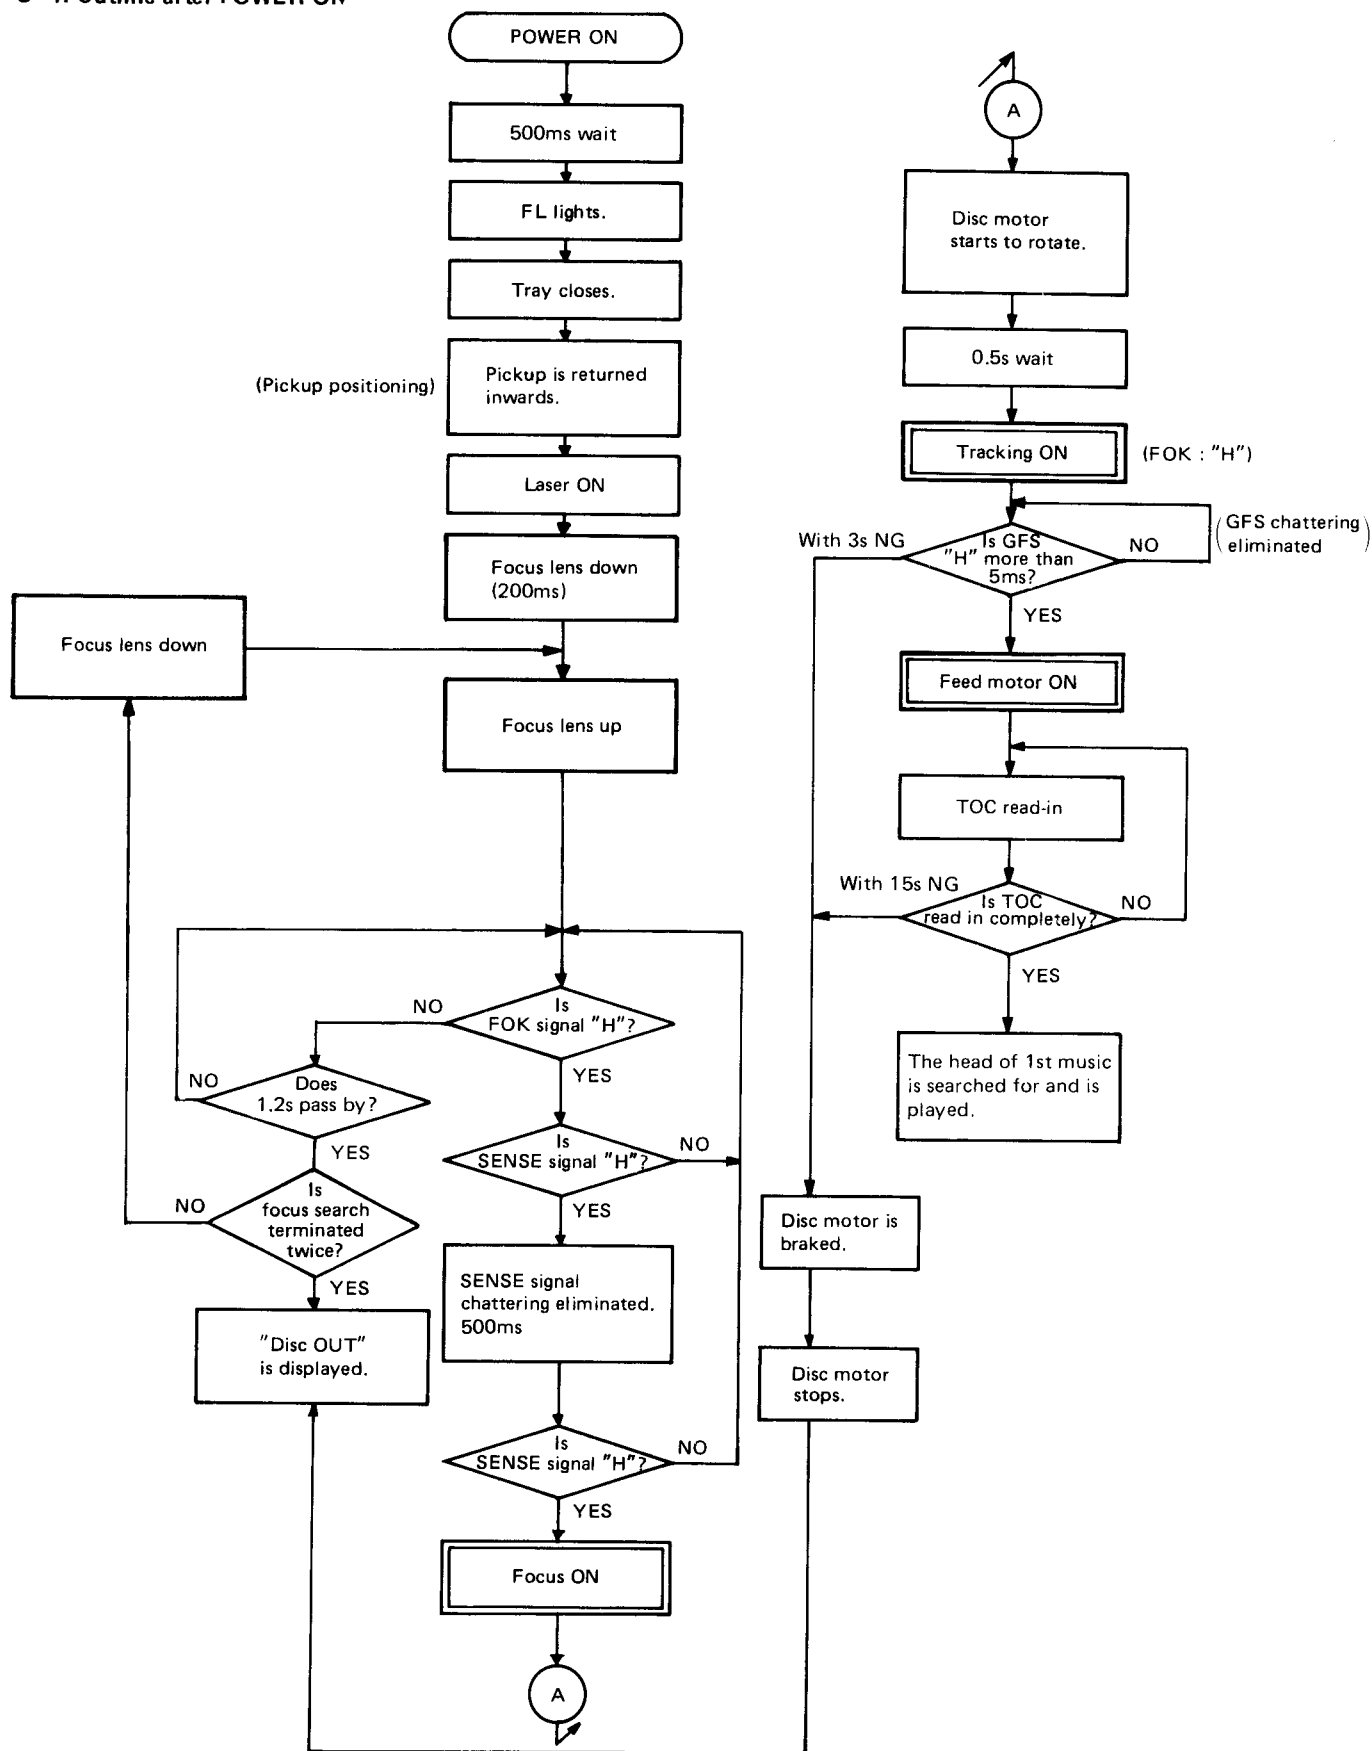 POWER ON
500ms wait
FL lights.
Tray closes.
(Pickup positioning)
Pickup is returned
inwards.
Laser ON
Focus lens down
(200ms)
Focus lens down
Focus lens up
NO
Is
FOK signal "H"?
YES
NO
Does
1.2s pass by?
YES
Is
SENSE signal "H"?
NO
YES
NO
Is
focus search
terminated
twice?
YES
SENSE signal
chattering eliminated.
500ms
"Disc OUT"
is displayed.
Is
SENSE signal "H"?
NO
YES
Focus ON
A
A
Disc motor
starts to rotate.
0.5s wait
Tracking ON
(FOK : "H")
With 3s NG
Is GFS
"H" more than
5ms?
NO
(GFS chattering
eliminated)
YES
Feed motor ON
TOC read-in
With 15s NG
Is TOC
read in completely?
NO
YES
The head of 1st music
is searched for and is
played.
Disc motor is
braked.
Disc motor
stops.